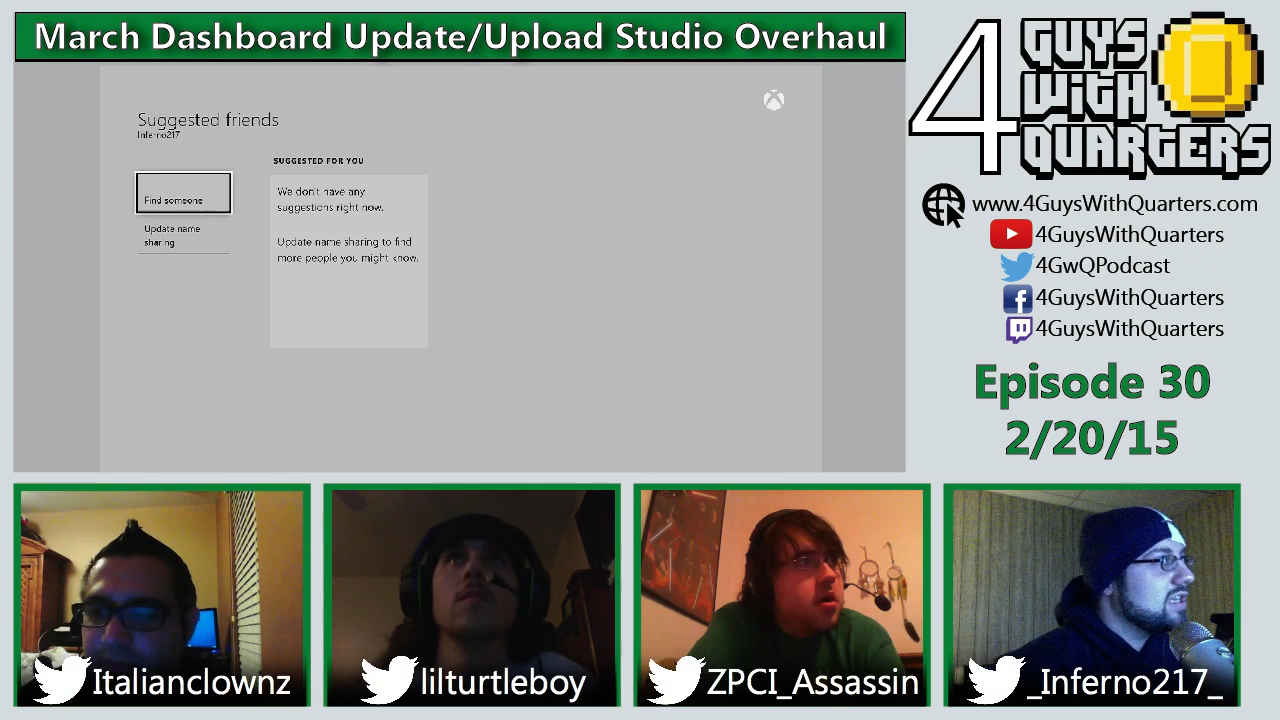 March Dashboard Update/Upload Studio Overhaul
Suggested friends
Inferno217
SUGGESTED FOR YOU
Find someone
Update name
sharing
We don't have any
suggestions right now.
Update name sharing to find
more people you might know.
4 GUYS
WiTH
QUARTERS
www.4GuysWithQuarters.com
4GuysWithQuarters
4GwQPodcast
4GuysWithQuarters
4GuysWithQuarters
Episode 30
2/20/15
Italianclownz
lilturtleboy
ZPCI_Assassin
_Inferno217_